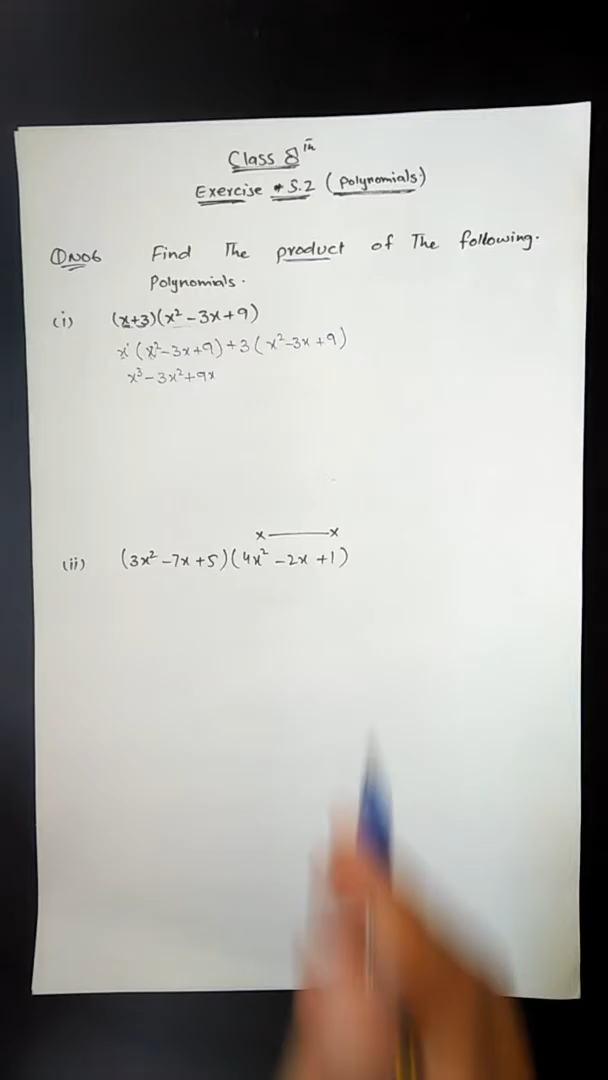 Class 8th
Exercise # 5.2 (Polynomials)
QNO6 Find The product of The following.
Polynomials.
(i) (x+3)(x² - 3x + 9)
x(x² - 3x + 9) + 3(x² - 3x + 9)
x³ - 3x² + 9x
x———x
(ii) (3x² - 7x + 5)(4x² - 2x + 1)